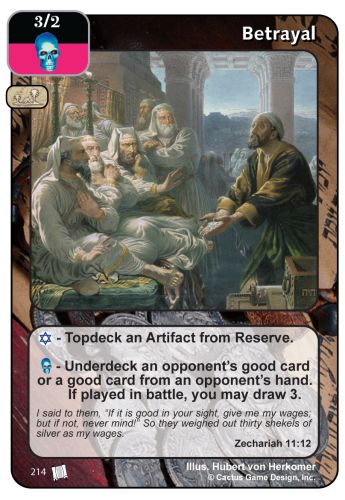 3/2
Betrayal
- Topdeck an Artifact from Reserve.
- Underdeck an opponent's good card
or a good card from an opponent's hand.
If played in battle, you may draw 3.
I said to them, “If it is good in your sight, give me my wages;
but if not, never mind!” So they weighed out thirty shekels
of silver as my wages.
Zechariah 11:12
Illus. Hubert von Herkomer
214
© Cactus Game Design, Inc.